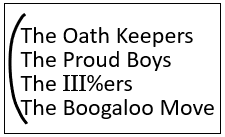 The Oath Keepers
The Proud Boys
The III%ers
The Boogaloo Move